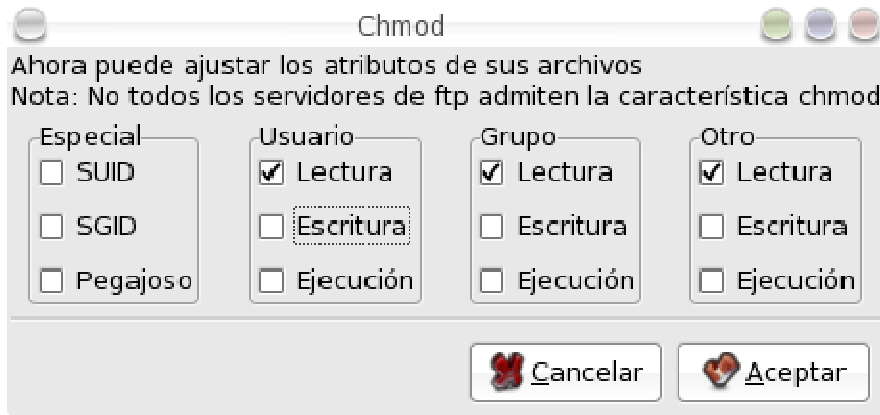 Chmod
Ahora puede ajustar los atributos de sus archivos
Nota: No todos los servidores de ftp admiten la característica chmod
Especial
SUID
SGID
Pegajoso
Usuario
Lectura
Escritura
Ejecución
Grupo
Lectura
Escritura
Ejecución
Otro
Lectura
Escritura
Ejecución
Cancelar
Aceptar